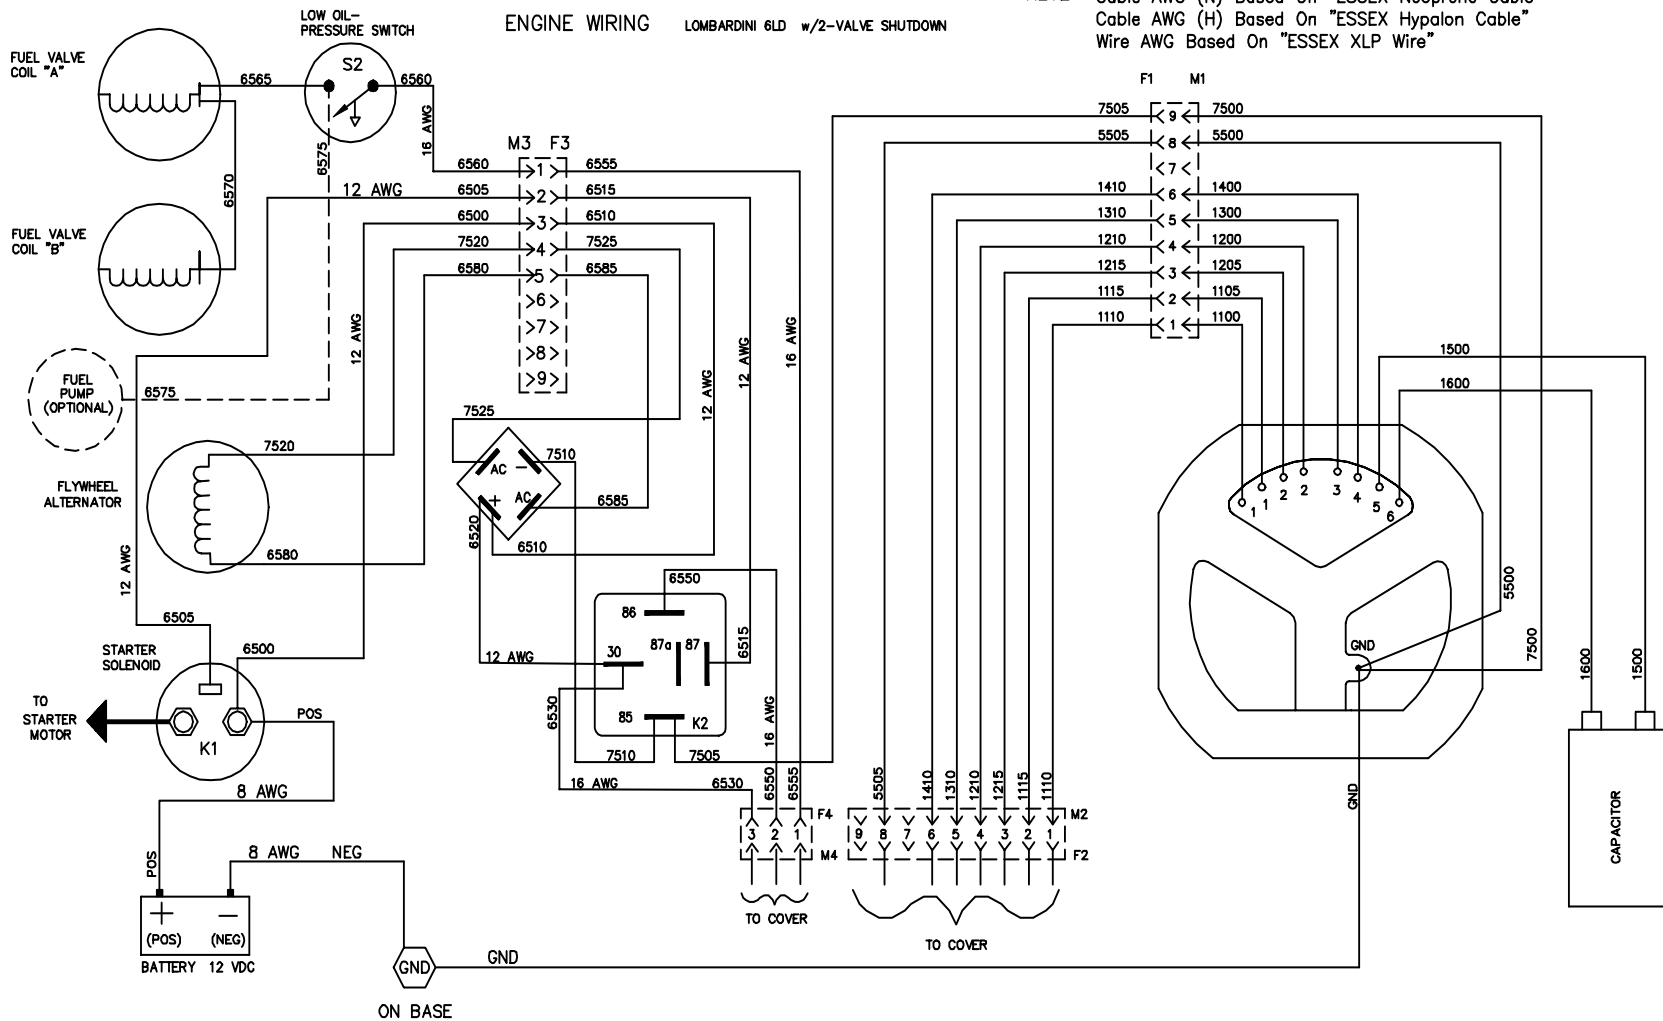 ENGINE WIRING LOMBARDINI 6LD w/2-VALVE SHUTDOWN
Cable AWG (H) Based On "ESSEX Hypalon Cable"
Wire AWG Based On "ESSEX XLP Wire"
LOW OIL-
PRESSURE SWITCH
S2
FUEL VALVE
COIL "A"
6565
6560
16 AWG
6575
6570
FUEL VALVE
COIL "B"
M3 F3
6560 1 6555
12 AWG 6505 2 6515
6500 3 6510
7520 4 7525
6580 5 6585
6
7
8
9
12 AWG
12 AWG
12 AWG
16 AWG
FUEL
PUMP
(OPTIONAL)
6575
7520
FLYWHEEL
ALTERNATOR
6580
12 AWG
7525
AC −
+ AC
7510
6585
6520
6510
6550
86
87a 87
30
85
K2
12 AWG
6515
6530
7510
7505
16 AWG
16 AWG
6530
6550
6555
6505
STARTER
SOLENOID
6500
TO
STARTER
MOTOR
K1
POS
8 AWG
POS
8 AWG NEG
+ −
(POS) (NEG)
BATTERY 12 VDC
GND
GND
ON BASE
F4
3 2 1
M4
TO COVER
5505
1410
1310
1210
1215
1115
1110
M2
9 8 7 6 5 4 3 2 1
F2
TO COVER
F1 M1
7505 9 7500
5505 8 5500
7
1410 6 1400
1310 5 1300
1210 4 1200
1215 3 1205
1115 2 1105
1110 1 1100
1500
1600
1 1 2 2 3 4 5 6
GND
5500
7500
GND
1600
1500
CAPACITOR